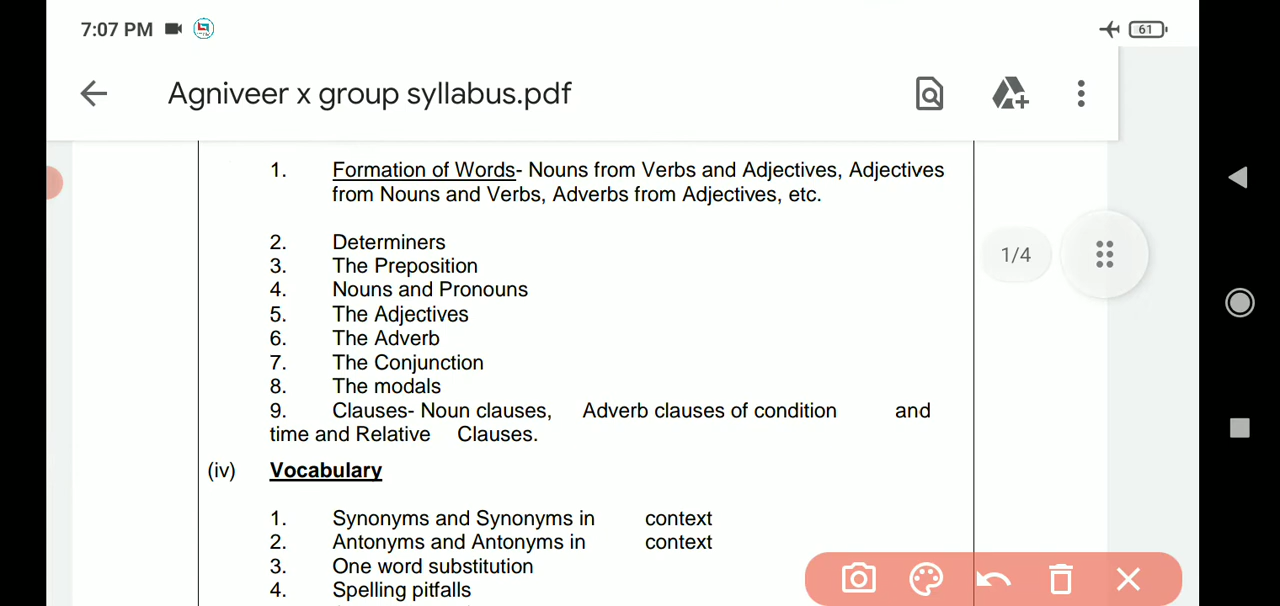 7:07 PM
61
Agniveer x group syllabus.pdf
1. Formation of Words- Nouns from Verbs and Adjectives, Adjectives
from Nouns and Verbs, Adverbs from Adjectives, etc.
2. Determiners
1/4
3. The Preposition
4. Nouns and Pronouns
5. The Adjectives
6. The Adverb
7. The Conjunction
8. The modals
9. Clauses- Noun clauses, Adverb clauses of condition and
time and Relative Clauses.
(iv) Vocabulary
1. Synonyms and Synonyms in context
2. Antonyms and Antonyms in context
3. One word substitution
4. Spelling pitfalls